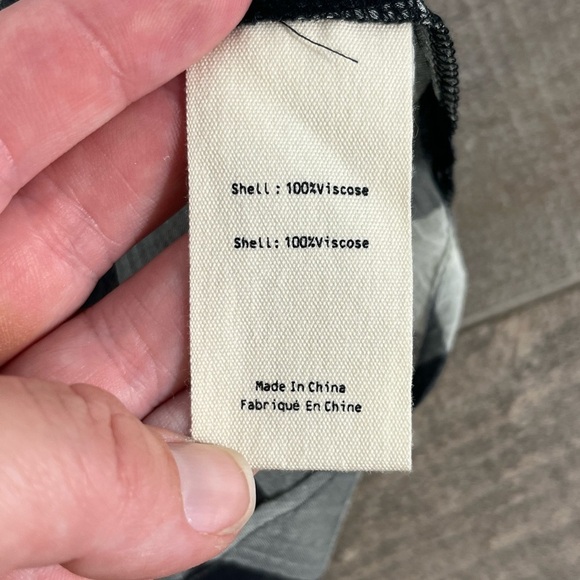 Shell : 100%Viscose
Shell: 100%Viscose
Made In China
Fabriqué En Chine